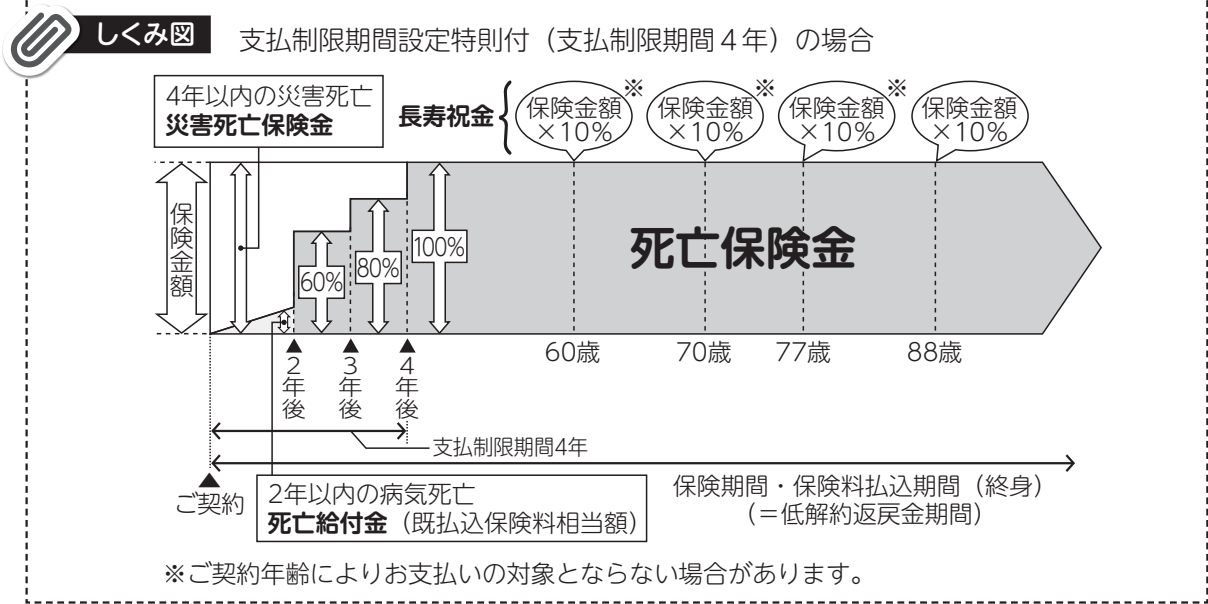 しくみ図
支払制限期間設定特則付（支払制限期間４年）の場合
4年以内の災害死亡
災害死亡保険金
長寿祝金
保険金額
×10%
※
保険金額
×10%
※
保険金額
×10%
※
保険金額
×10%
保険金額
60%
80%
100%
死亡保険金
2年後
3年後
4年後
60歳
70歳
77歳
88歳
支払制限期間4年
ご契約
2年以内の病気死亡
死亡給付金（既払込保険料相当額）
保険期間・保険料払込期間（終身）
（＝低解約返戻金期間）
※ご契約年齢によりお支払いの対象とならない場合があります。